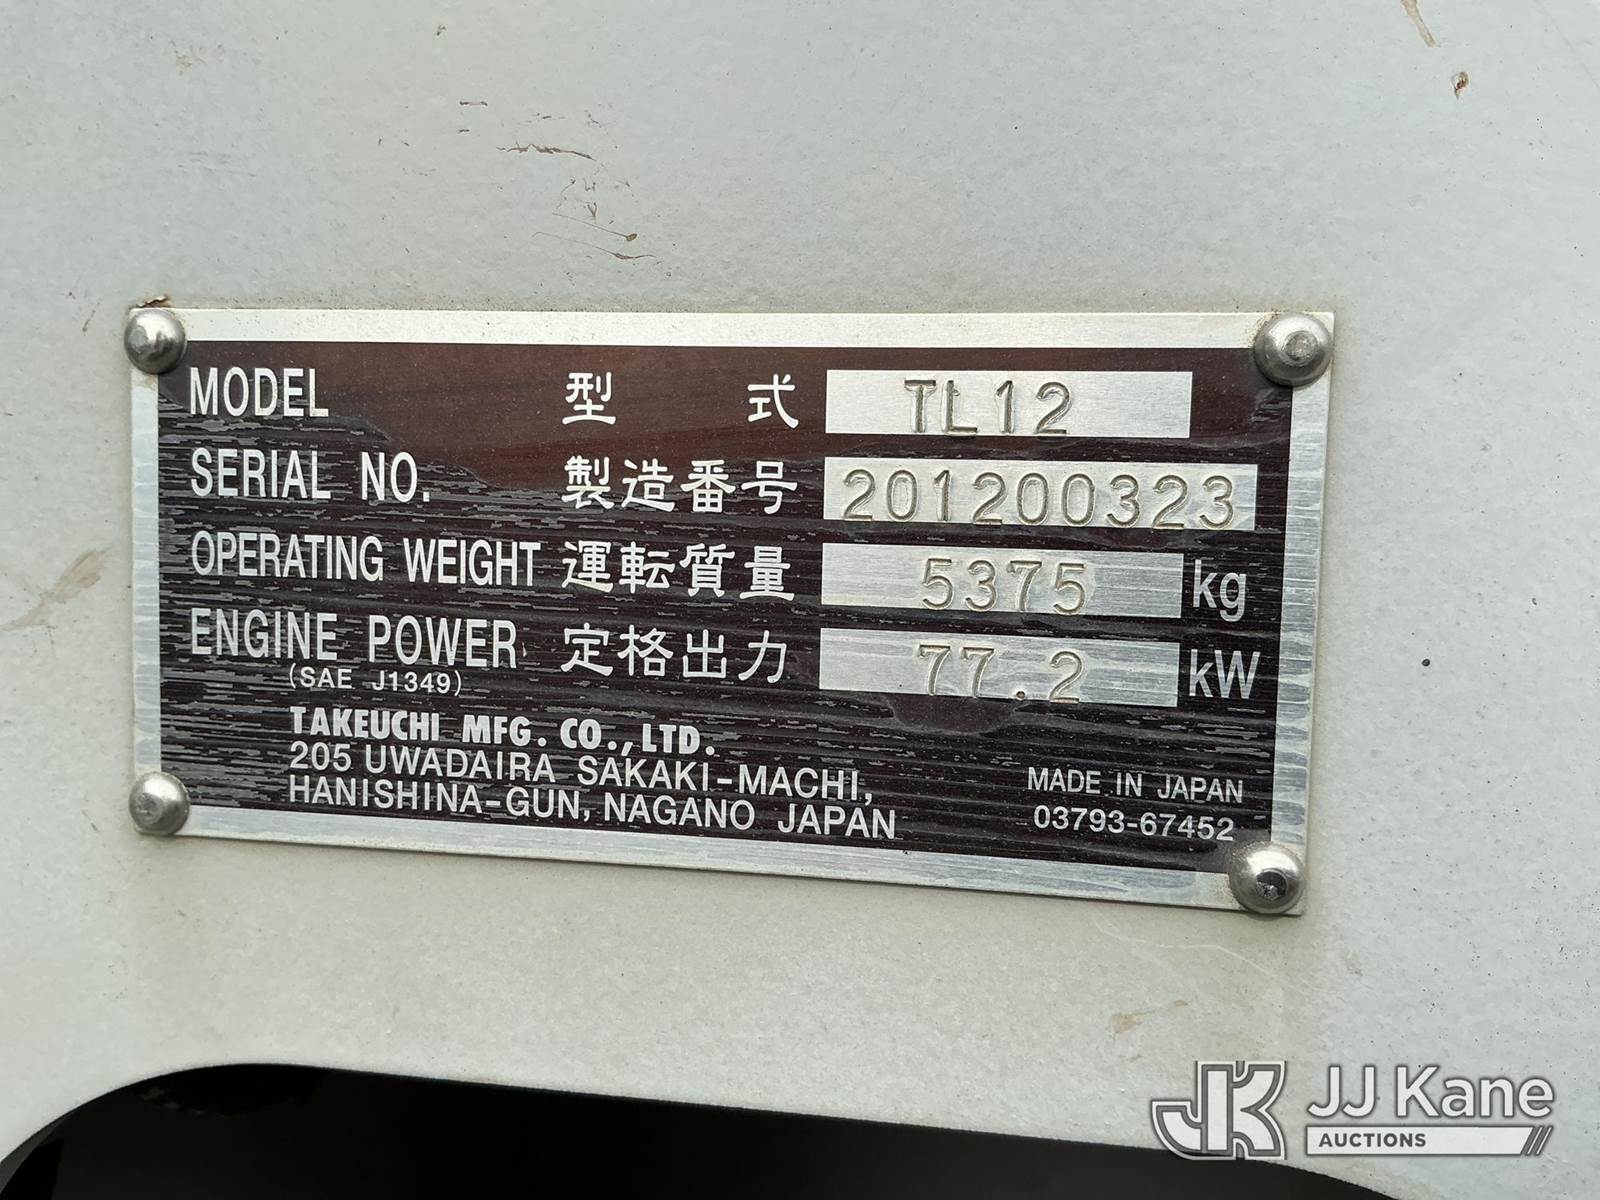 MODEL 型式 TL12
SERIAL NO. 製造番号 201200323
OPERATING WEIGHT 運転質量 5375 kg
ENGINE POWER 定格出力 77.2 kW
(SAE J1349)
TAKEUCHI MFG. CO., LTD.
205 UWADAIRA SAKAKI-MACHI,
HANISHINA-GUN, NAGANO JAPAN
MADE IN JAPAN
03793-67452
JK JJ Kane
AUCTIONS